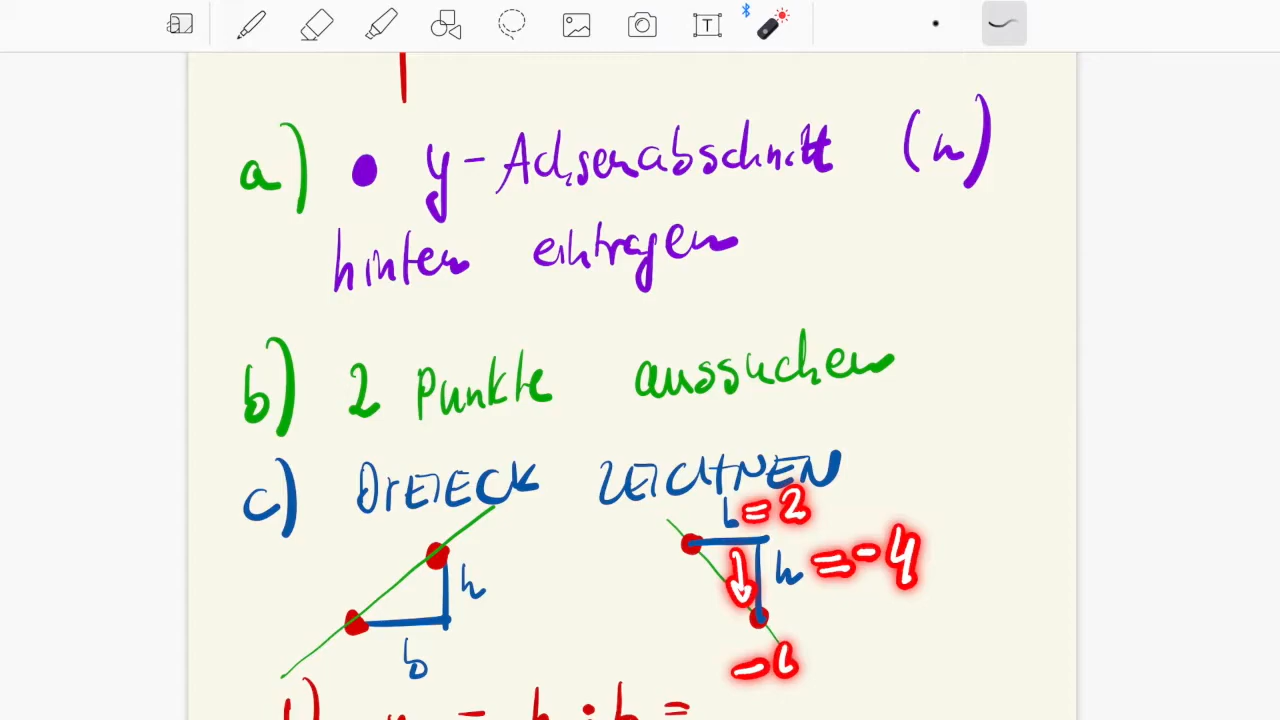 a) • y-Achsenabschnitt (n)
hinten eintragen
b) 2 Punkte aussuchen
c) DREIECK ZEICHNEN
b = 2
h = -4
h
b
-6
= h : b =
T